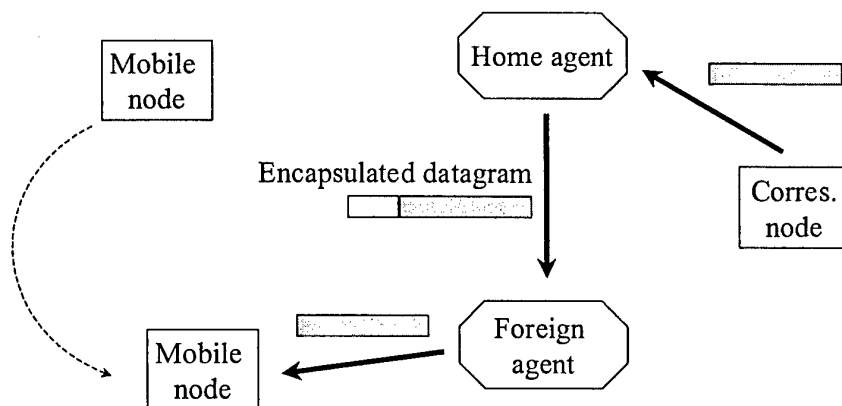 Mobile
node
Home agent
Encapsulated datagram
Corres.
node
Mobile
node
Foreign
agent